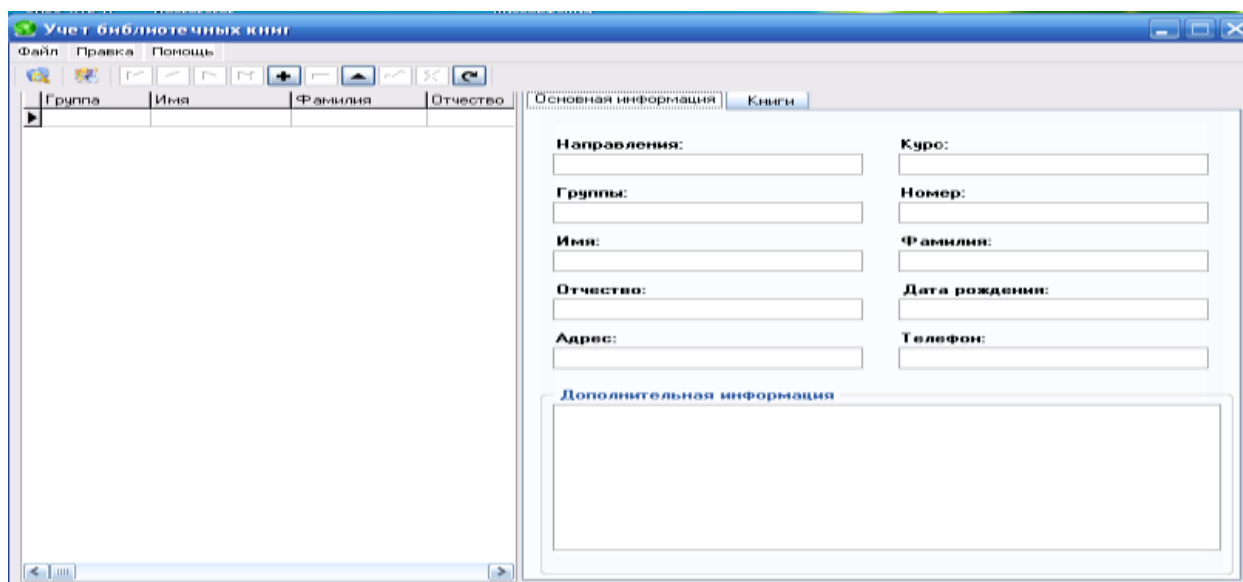 Учет библиотечных книг
Файл Правка Помощь
Группа Имя Фамилия Отчество
Основная информация Книги
Направления: Курс:
Группы: Номер:
Имя: Фамилия:
Отчество: Дата рождения:
Адрес: Телефон:
Дополнительная информация